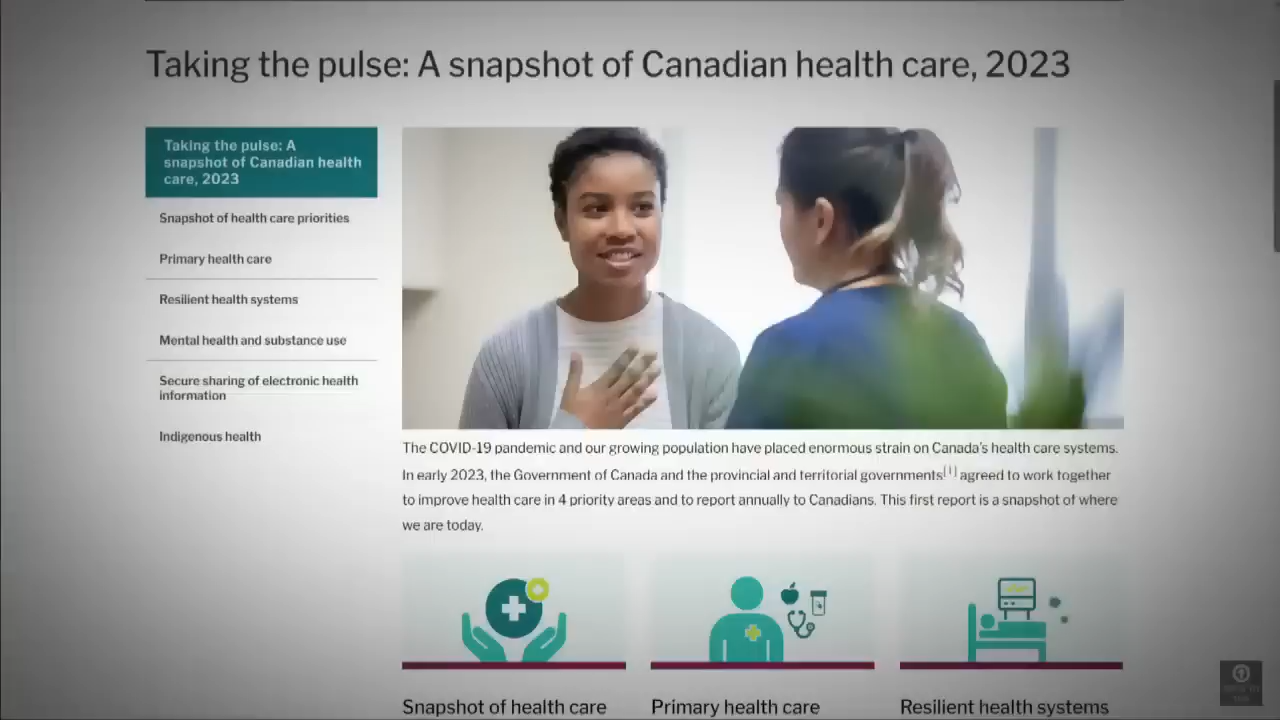 Taking the pulse: A snapshot of Canadian health care, 2023
Taking the pulse: A
snapshot of Canadian health
care, 2023
Snapshot of health care priorities
Primary health care
Resilient health systems
Mental health and substance use
Secure sharing of electronic health
information
Indigenous health
The COVID-19 pandemic and our growing population have placed enormous strain on Canada's health care systems.
In early 2023, the Government of Canada and the provincial and territorial governments[1] agreed to work together
to improve health care in 4 priority areas and to report annually to Canadians. This first report is a snapshot of where
we are today.
Snapshot of health care
Primary health care
Resilient health systems